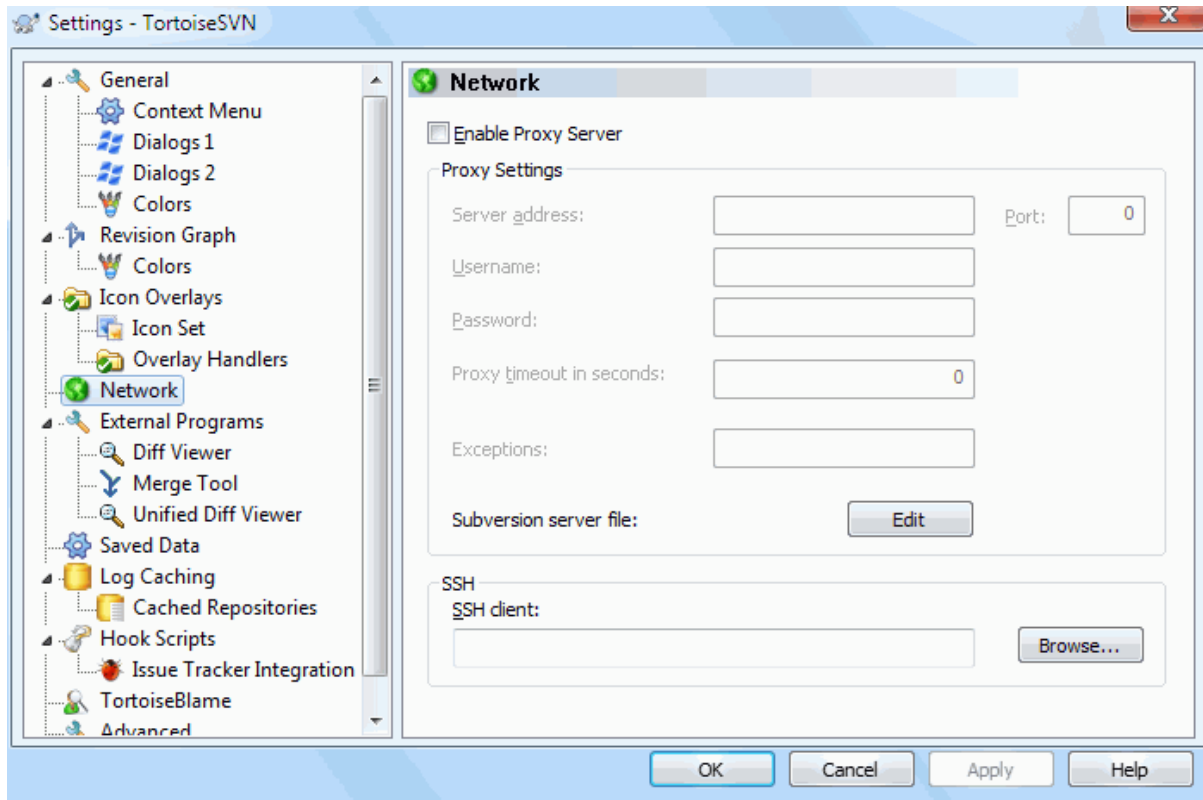 Settings - TortoiseSVN
General
Context Menu
Dialogs 1
Dialogs 2
Colors
Revision Graph
Colors
Icon Overlays
Icon Set
Overlay Handlers
Network
External Programs
Diff Viewer
Merge Tool
Unified Diff Viewer
Saved Data
Log Caching
Cached Repositories
Hook Scripts
Issue Tracker Integration
TortoiseBlame
Advanced
Network
Enable Proxy Server
Proxy Settings
Server address:
Port: 0
Username:
Password:
Proxy timeout in seconds: 0
Exceptions:
Subversion server file: Edit
SSH
SSH client:
Browse...
OK Cancel Apply Help